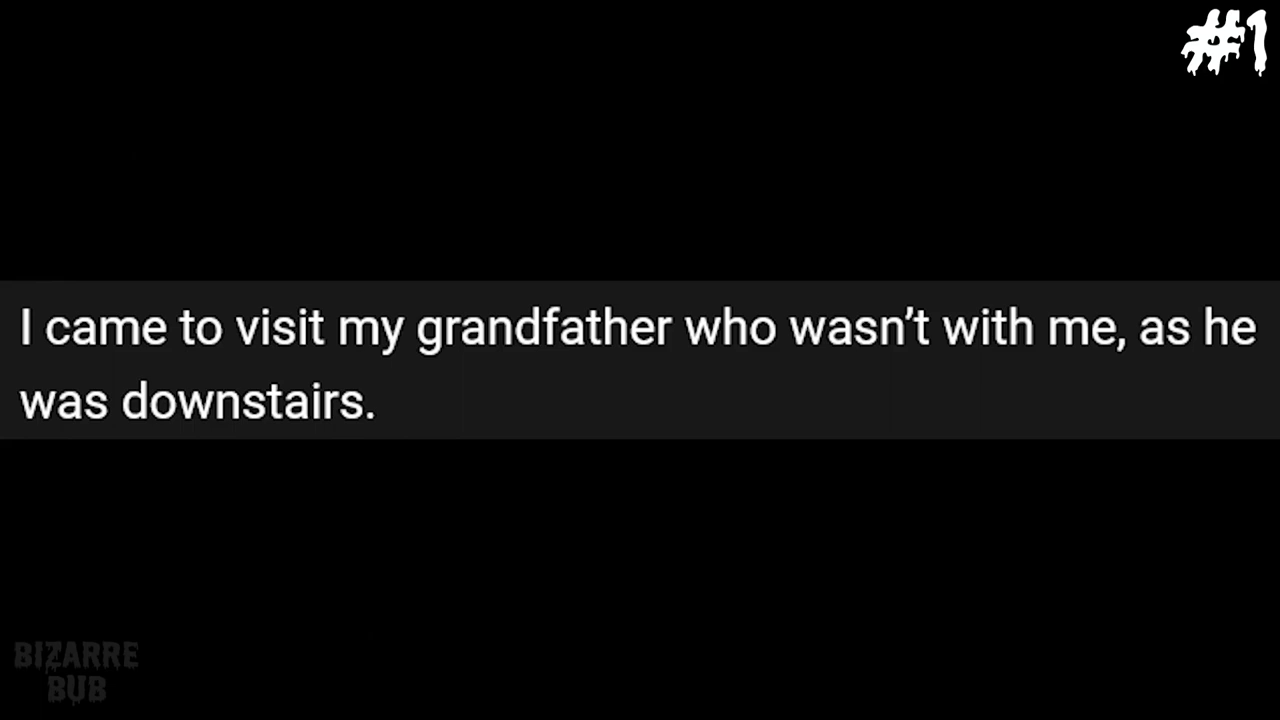 #1
I came to visit my grandfather who wasn’t with me, as he
was downstairs.
BIZARRE
BUB